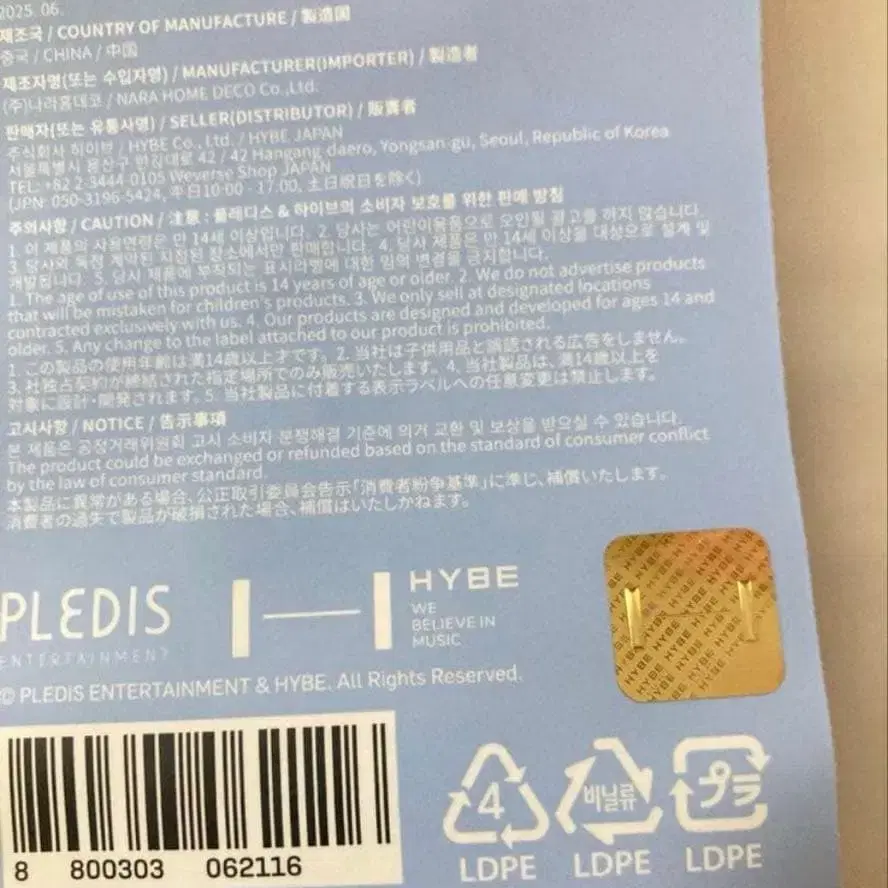 2025. 06.
제조국 / COUNTRY OF MANUFACTURE / 製造国
중국 / CHINA / 中国
제조자명(또는 수입자명) / MANUFACTURER(IMPORTER) / 製造者
(주)나라홈데코 / NARA HOME DECO Co.,Ltd.
판매자(또는 유통사명) / SELLER(DISTRIBUTOR) / 販売者
주식회사 하이브 / HYBE Co., Ltd. / HYBE JAPAN
서울특별시 용산구 한강대로 42 / 42 Hangang-daero, Yongsan-gu, Seoul, Republic of Korea
TEL. +82 2-3444-0105 Weverse Shop JAPAN
(JPN: 050-3196-5424, 平日10:00 - 17:00, 土日祝日を除く)
주의사항 / CAUTION / 注意 : 플레디스 & 하이브의 소비자 보호를 위한 판매 방침
1. 이 제품의 사용연령은 만 14세 이상입니다. 2. 당사는 어린이용품으로 오인될 광고를 하지 않습니다.
3. 당사와 독점 계약된 지정된 장소에서만 판매합니다. 4. 당사 제품은 만 14세 이상을 대상으로 설계 및
개발됩니다. 5. 당사 제품에 부착되는 표시라벨에 대한 임의 변경을 금지합니다.
1. The age of use of this product is 14 years of age or older. 2. We do not advertise products
that will be mistaken for children's products. 3. We only sell at designated locations
contracted exclusively with us. 4. Our products are designed and developed for ages 14 and
older. 5. Any change to the label attached to our product is prohibited.
1. この製品の使用年齢は満14歳以上才です。2. 当社は子供用品と誤認される広告をしません。
3. 社独占契約が締結された指定場所でのみ販売いたします。4. 当社製品は、満14歳以上を
対象に設計・開発されます。5. 当社製品に付着する表示ラベルへの任意変更は禁止します。
고시사항 / NOTICE / 告示事項
본 제품은 공정거래위원회 고시 소비자 분쟁해결 기준에 의거 교환 및 보상을 받으실 수 있습니다.
The product could be exchanged or refunded based on the standard of consumer conflict
by the law of consumer standard.
本製品に異常がある場合、公正取引委員会告示「消費者紛争基準」に準じ、補償いたします。
消費者の過失で製品が破損された場合、補償はいたしかねます。
PLEDIS
ENTERTAINMENT
HYBE
WE
BELIEVE IN
MUSIC
© PLEDIS ENTERTAINMENT & HYBE. All Rights Reserved.
8 800303 062116
4
LDPE
비닐류
LDPE
プラ
LDPE